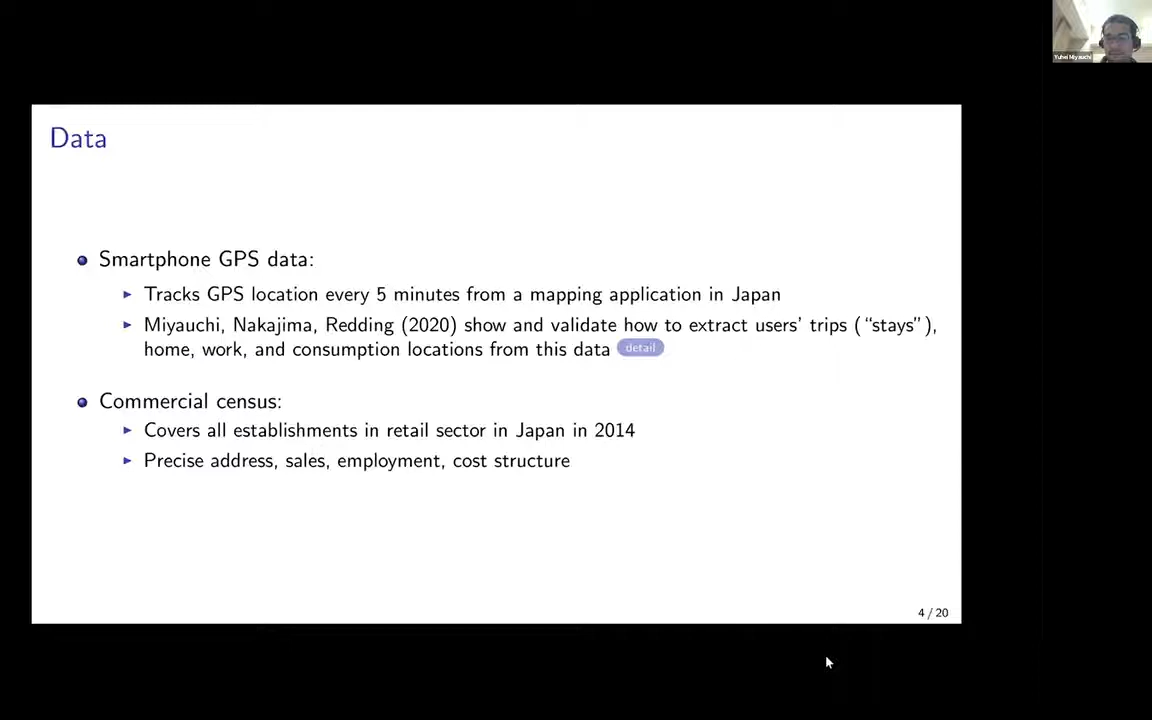 Yuhei Miyauchi
Data
Smartphone GPS data:
Tracks GPS location every 5 minutes from a mapping application in Japan
Miyauchi, Nakajima, Redding (2020) show and validate how to extract users' trips (“stays”),
home, work, and consumption locations from this data detail
Commercial census:
Covers all establishments in retail sector in Japan in 2014
Precise address, sales, employment, cost structure
4 / 20